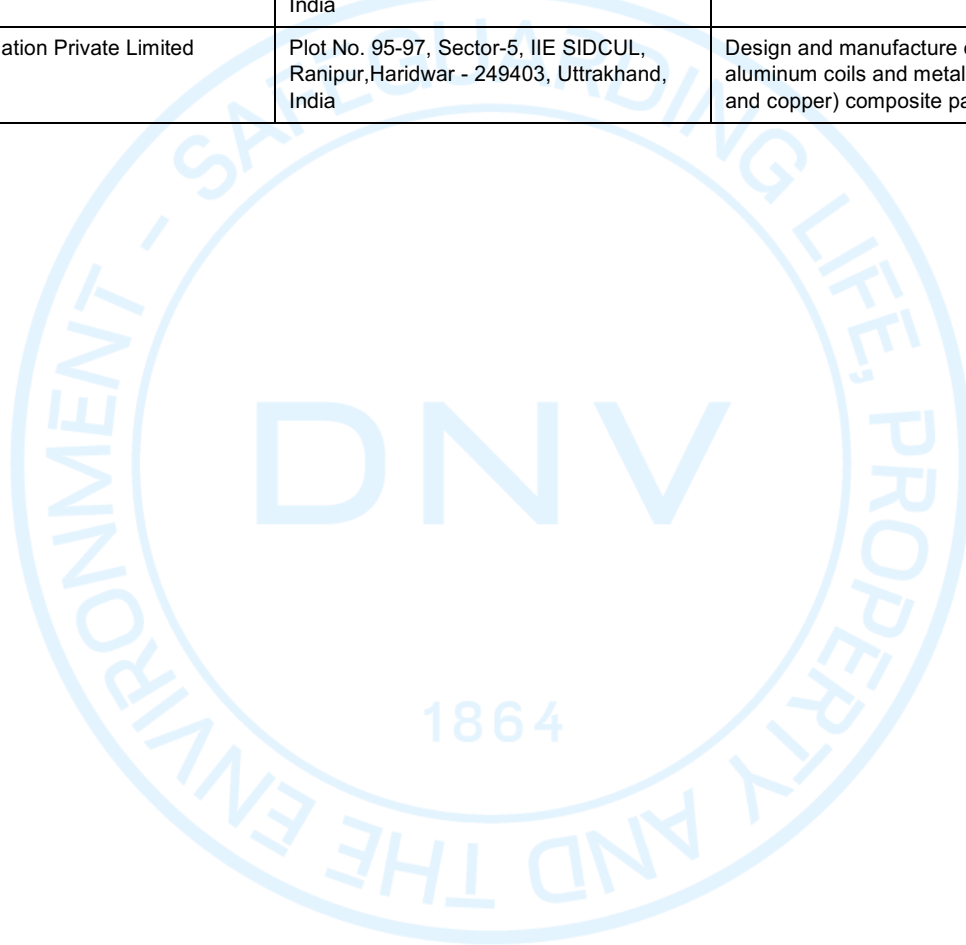 India
ation Private Limited
Plot No. 95-97, Sector-5, IIE SIDCUL,
Ranipur,Haridwar - 249403, Uttrakhand,
India
Design and manufacture
aluminum coils and metal
and copper) composite pa
SAFEGUARDING LIFE, PROPERTY AND THE ENVIRONMENT -
DNV
1864